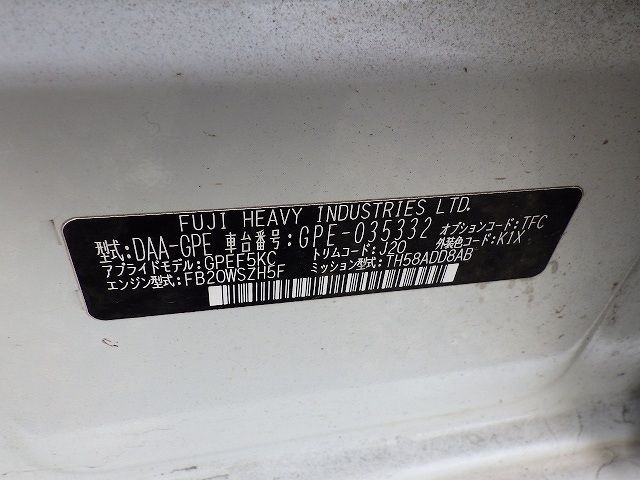 FUJI HEAVY INDUSTRIES LTD.
型式:DAA-GPE 車台番号:GPE-035332 オプションコード:TFC
アプライドモデル:GPEF5KC トリムコード:J20 外装色コード:K1X
エンジン型式:FB20WSZH5F ミッション型式:TH58ADD8AB